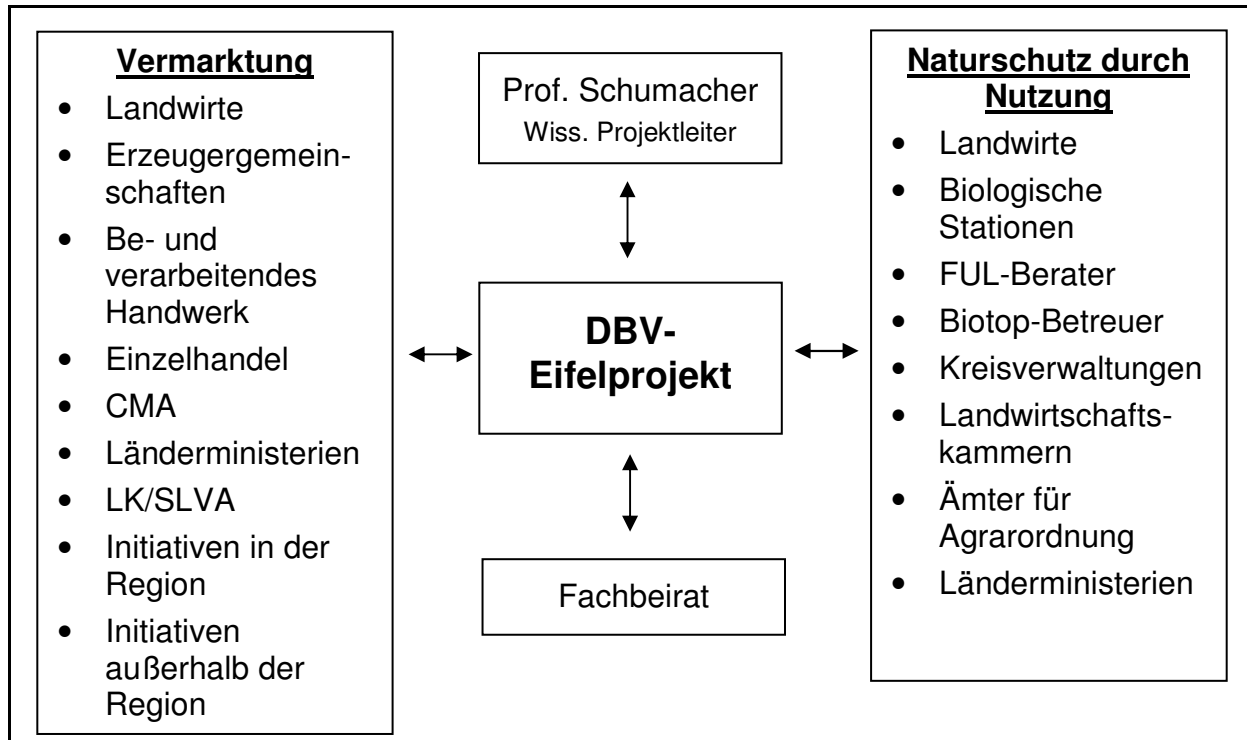 Vermarktung
• Landwirte
• Erzeugergemein-
schaften
• Be- und
verarbeitendes
Handwerk
• Einzelhandel
• CMA
• Länderministerien
• LK/SLVA
• Initiativen in der
Region
• Initiativen
außerhalb der
Region
Prof. Schumacher
Wiss. Projektleiter
DBV-
Eifelprojekt
Fachbeirat
Naturschutz durch
Nutzung
• Landwirte
• Biologische
Stationen
• FUL-Berater
• Biotop-Betreuer
• Kreisverwaltungen
• Landwirtschafts-
kammern
• Ämter für
Agrarordnung
• Länderministerien